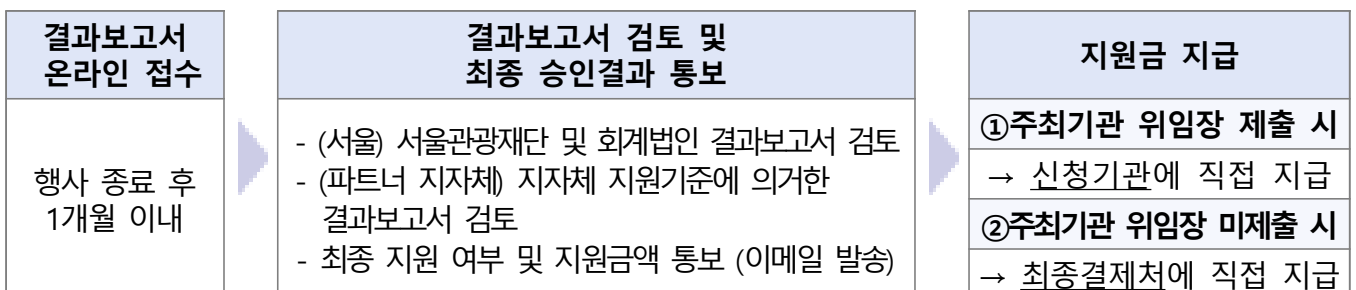 결과보고서
온라인 접수
행사 종료 후
1개월 이내
결과보고서 검토 및
최종 승인결과 통보
- (서울) 서울관광재단 및 회계법인 결과보고서 검토
- (파트너 지자체) 지자체 지원기준에 의거한
결과보고서 검토
- 최종 지원 여부 및 지원금액 통보 (이메일 발송)
지원금 지급
①주최기관 위임장 제출 시
→ 신청기관에 직접 지급
②주최기관 위임장 미제출 시
→ 최종결제처에 직접 지급